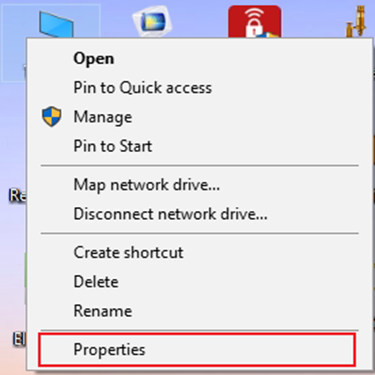 Open
Pin to Quick access
Manage
Pin to Start
Map network drive...
Disconnect network drive...
Create shortcut
Delete
Rename
Properties